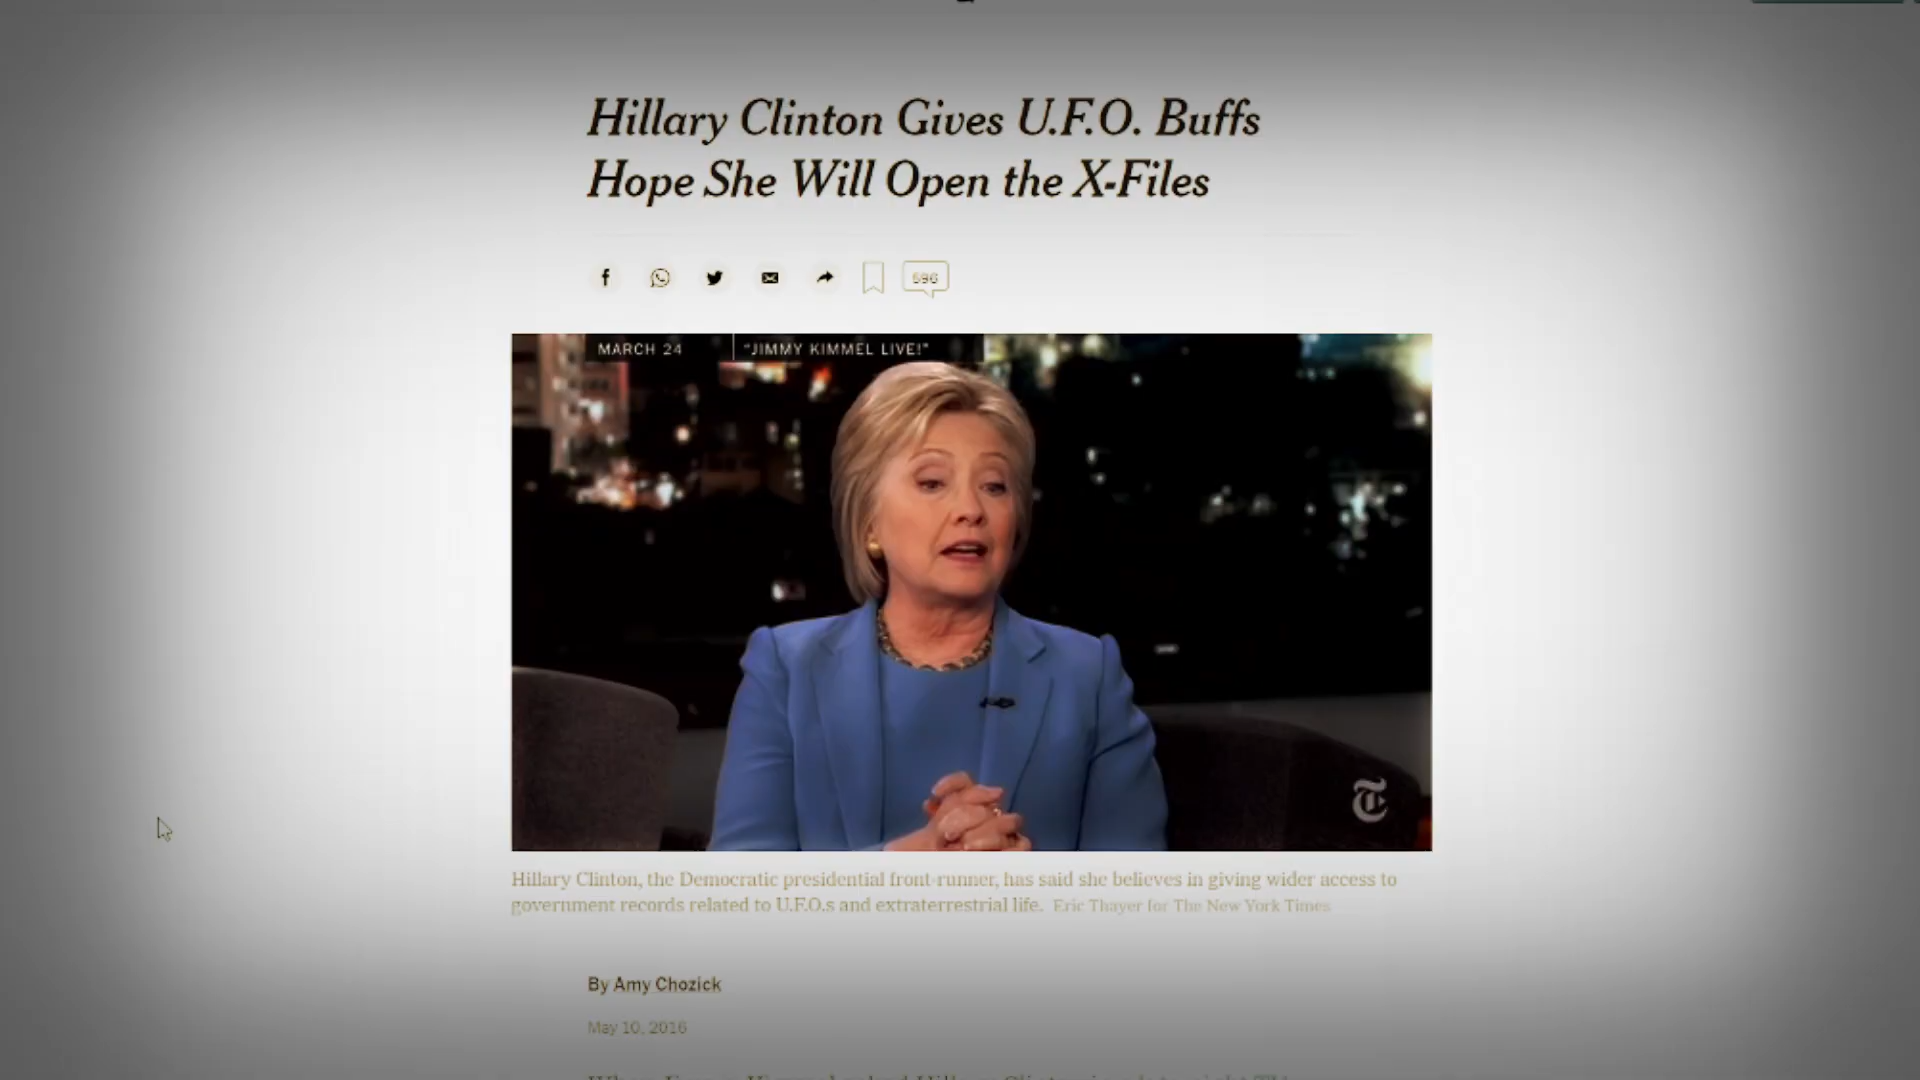 Hillary Clinton Gives U.F.O. Buffs
Hope She Will Open the X-Files
596
MARCH 24 "JIMMY KIMMEL LIVE!"
Hillary Clinton, the Democratic presidential front-runner, has said she believes in giving wider access to
government records related to U.F.O.s and extraterrestrial life. Eric Thayer for The New York Times
By Amy Chozick
May 10, 2016